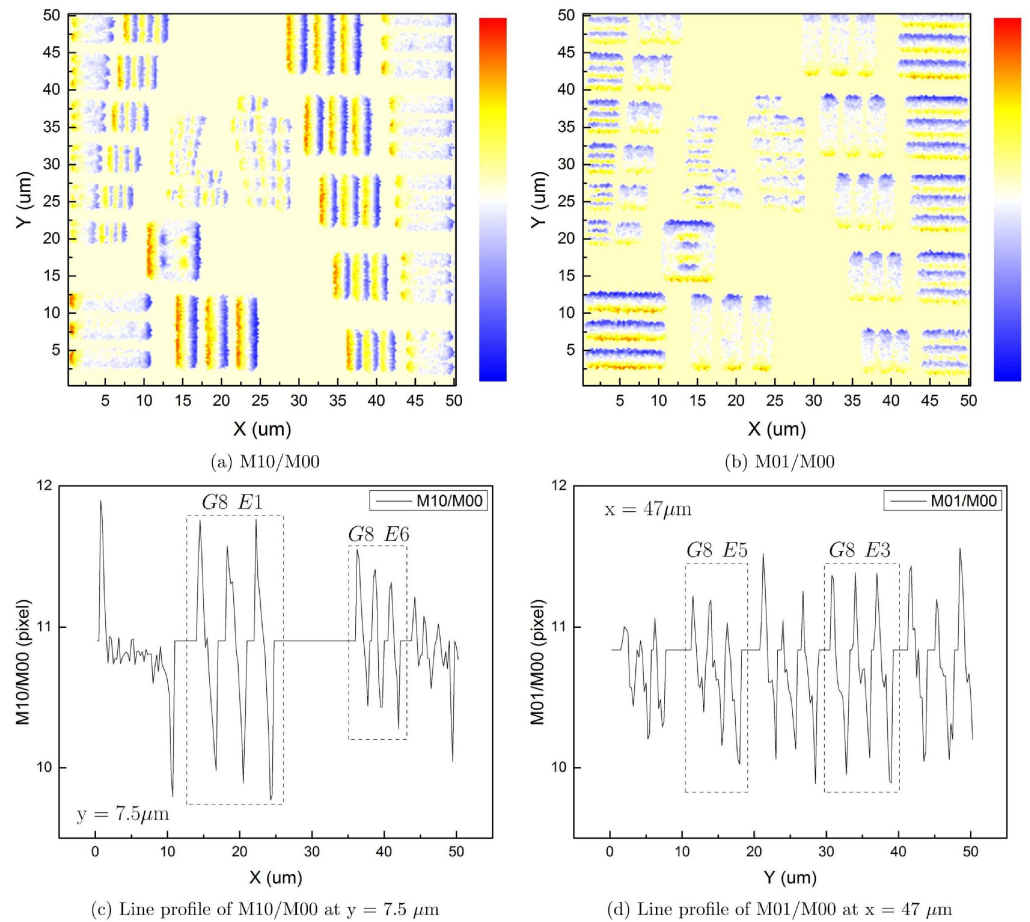 50
45
40
35
30
25
20
15
10
5
Y (um)
5 10 15 20 25 30 35 40 45 50
X (um)
(a) M10/M00
50
45
40
35
30
25
20
15
10
5
Y (um)
5 10 15 20 25 30 35 40 45 50
X (um)
(b) M01/M00
12
11
10
M10/M00 (pixel)
G8 E1
M10/M00
G8 E6
y = 7.5μm
0 10 20 30 40 50
X (um)
(c) Line profile of M10/M00 at y = 7.5 μm
12
11
10
M01/M00 (pixel)
x = 47μm
M01/M00
G8 E5
G8 E3
0 10 20 30 40 50
Y (um)
(d) Line profile of M01/M00 at x = 47 μm